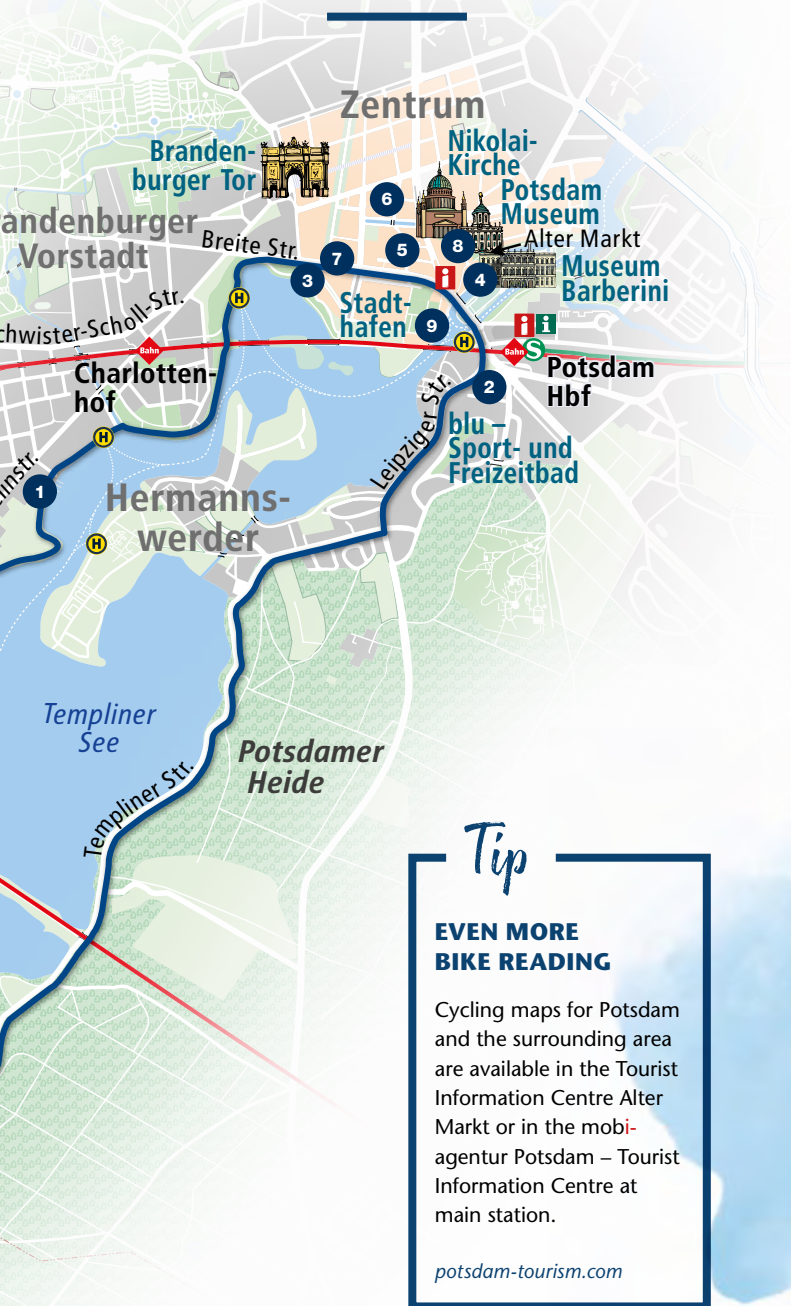 Zentrum
Branden-
burger Tor
Nikolai-
Kirche
Potsdam
Museum
Alter Markt
Museum
Barberini
6
5
8
7
3
4
9
2
1
i
i
i
andenburger
Vorstadt
Breite Str.
chwister-Scholl-Str.
H
Stadt-
hafen
H
Bahn
Bahn
S
Charlotten-
hof
Potsdam
Hbf
Leipziger Str.
blu –
Sport- und
Freizeitbad
H
Hermanns-
werder
H
Templiner
See
Potsdamer
Heide
Templiner Str.
Tip
EVEN MORE
BIKE READING
Cycling maps for Potsdam
and the surrounding area
are available in the Tourist
Information Centre Alter
Markt or in the mobi-
agentur Potsdam – Tourist
Information Centre at
main station.
potsdam-tourism.com